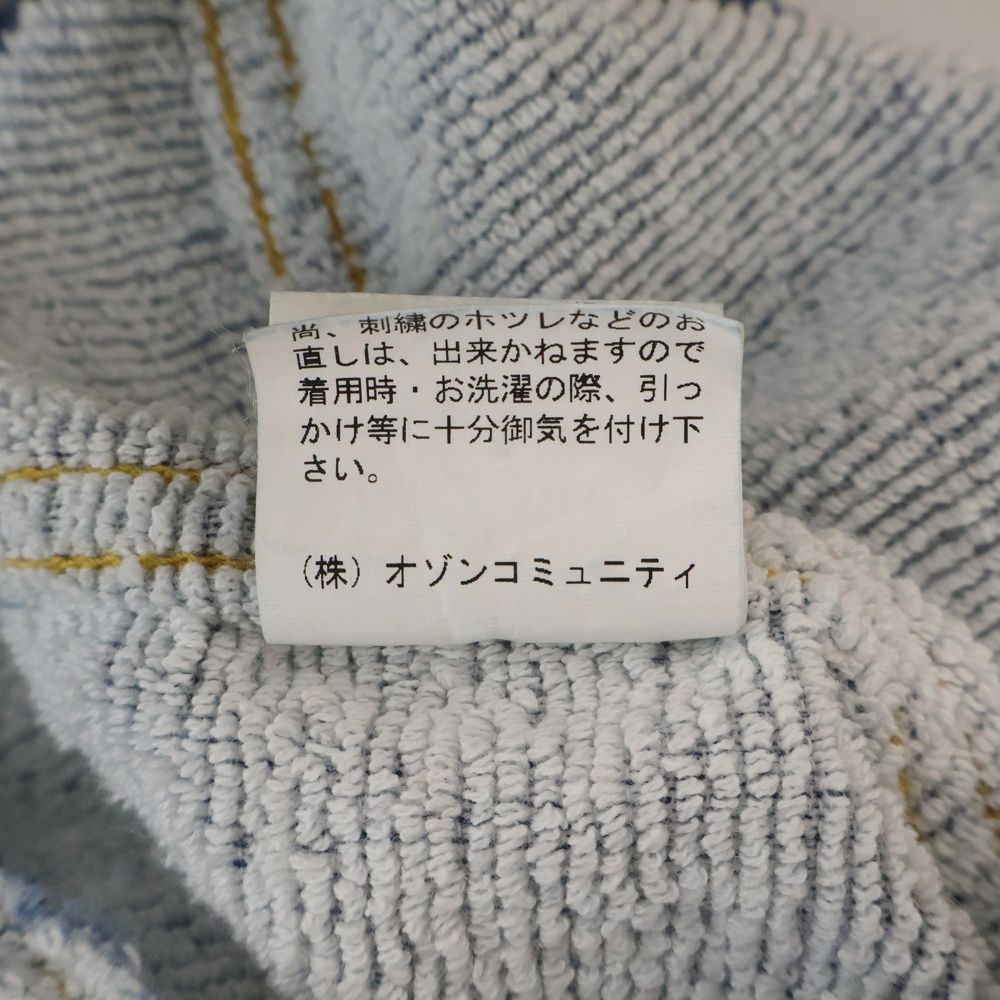 尚、刺繍のホツレなどのお
直しは、出来かねますので
着用時・お洗濯の際、引っ
かけ等に十分御気を付け下
さい。
(株)オゾンコミュニティ